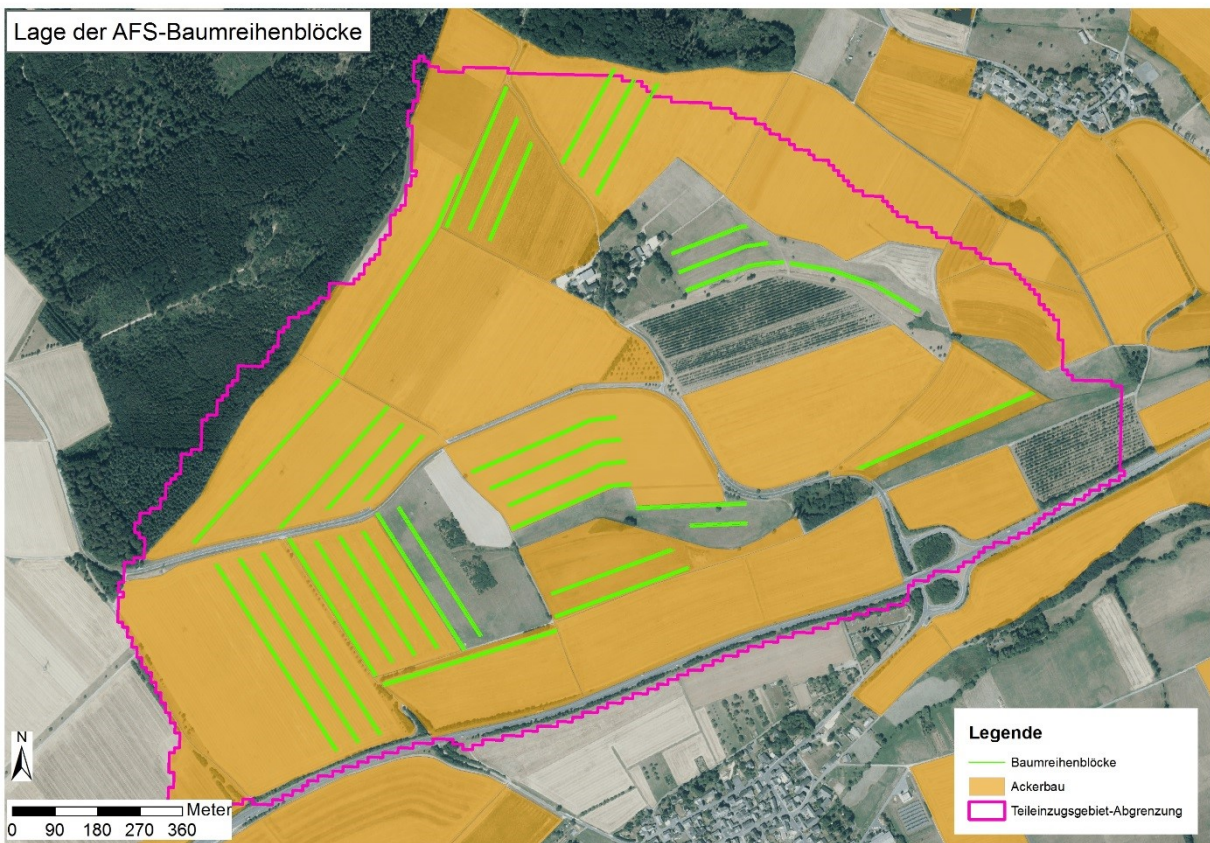 Lage der AFS-Baumreihenblöcke
N
Meter
0 90 180 270 360
Legende
Baumreihenblöcke
Ackerbau
Teileinzugsgebiet-Abgrenzung